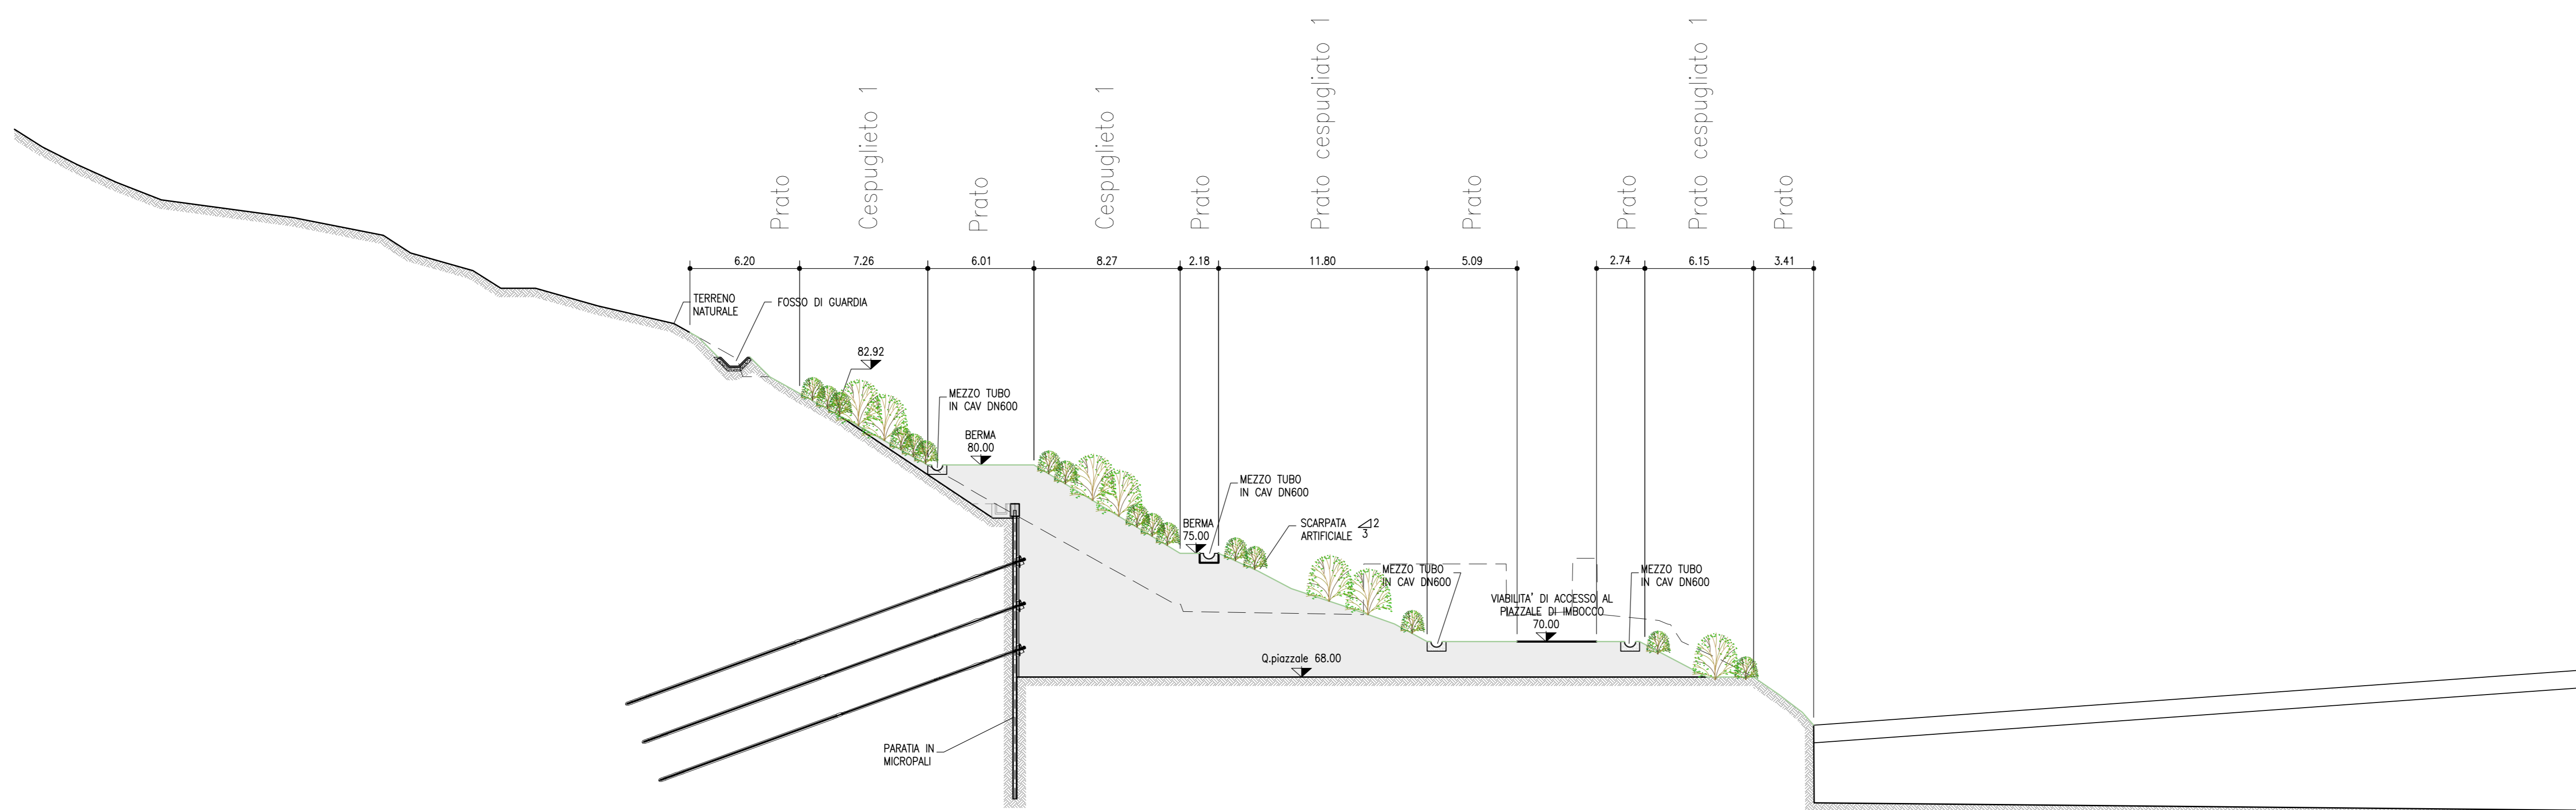 Prato
Cespuglieto 1
Prato
Cespuglieto 1
Prato
Prato cespugliato 1
Prato
Prato
Prato cespugliato 1
Prato
6.20
7.26
6.01
8.27
2.18
11.80
5.09
2.74
6.15
3.41
TERRENO
NATURALE
FOSSO DI GUARDIA
82.92
MEZZO TUBO
IN CAV DN600
BERMA
80.00
MEZZO TUBO
IN CAV DN600
BERMA
75.00
SCARPATA
ARTIFICIALE
2
3
MEZZO TUBO
IN CAV DN600
MEZZO TUBO
IN CAV DN600
VIABILITA' DI ACCESSO AL
PIAZZALE DI IMBOCCO
70.00
Q.piazzale 68.00
PARATIA IN
MICROPALI